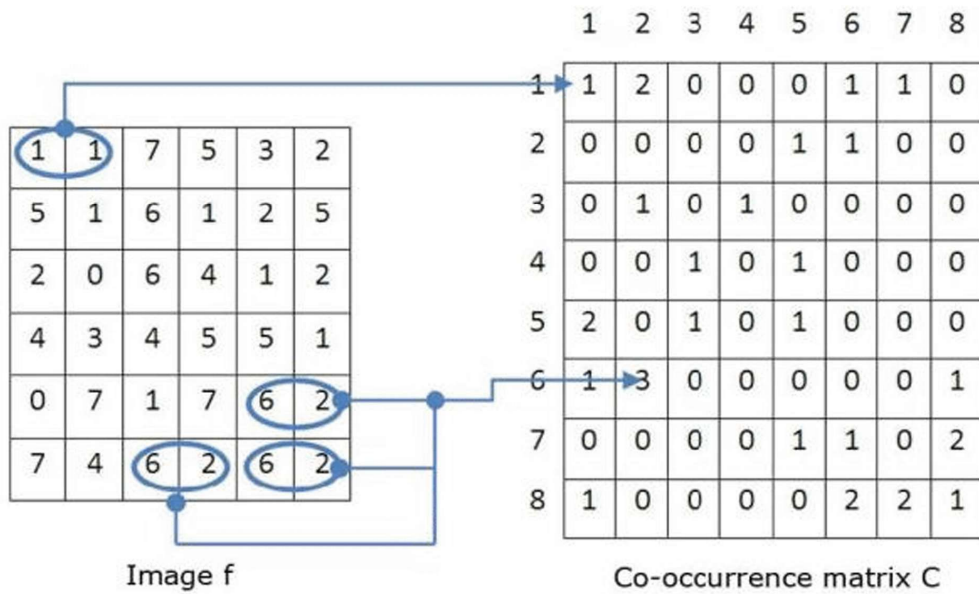 1 2 3 4 5 6 7 8
1 1 2 0 0 0 1 1 0
2 0 0 0 0 1 1 0 0
3 0 1 0 1 0 0 0 0
4 0 0 1 0 1 0 0 0
5 2 0 1 0 1 0 0 0
6 1 3 0 0 0 0 0 1
7 0 0 0 0 1 1 0 2
8 1 0 0 0 0 2 2 1
1 1 7 5 3 2
5 1 6 1 2 5
2 0 6 4 1 2
4 3 4 5 5 1
0 7 1 7 6 2
7 4 6 2 6 2
Image f
Co-occurrence matrix C